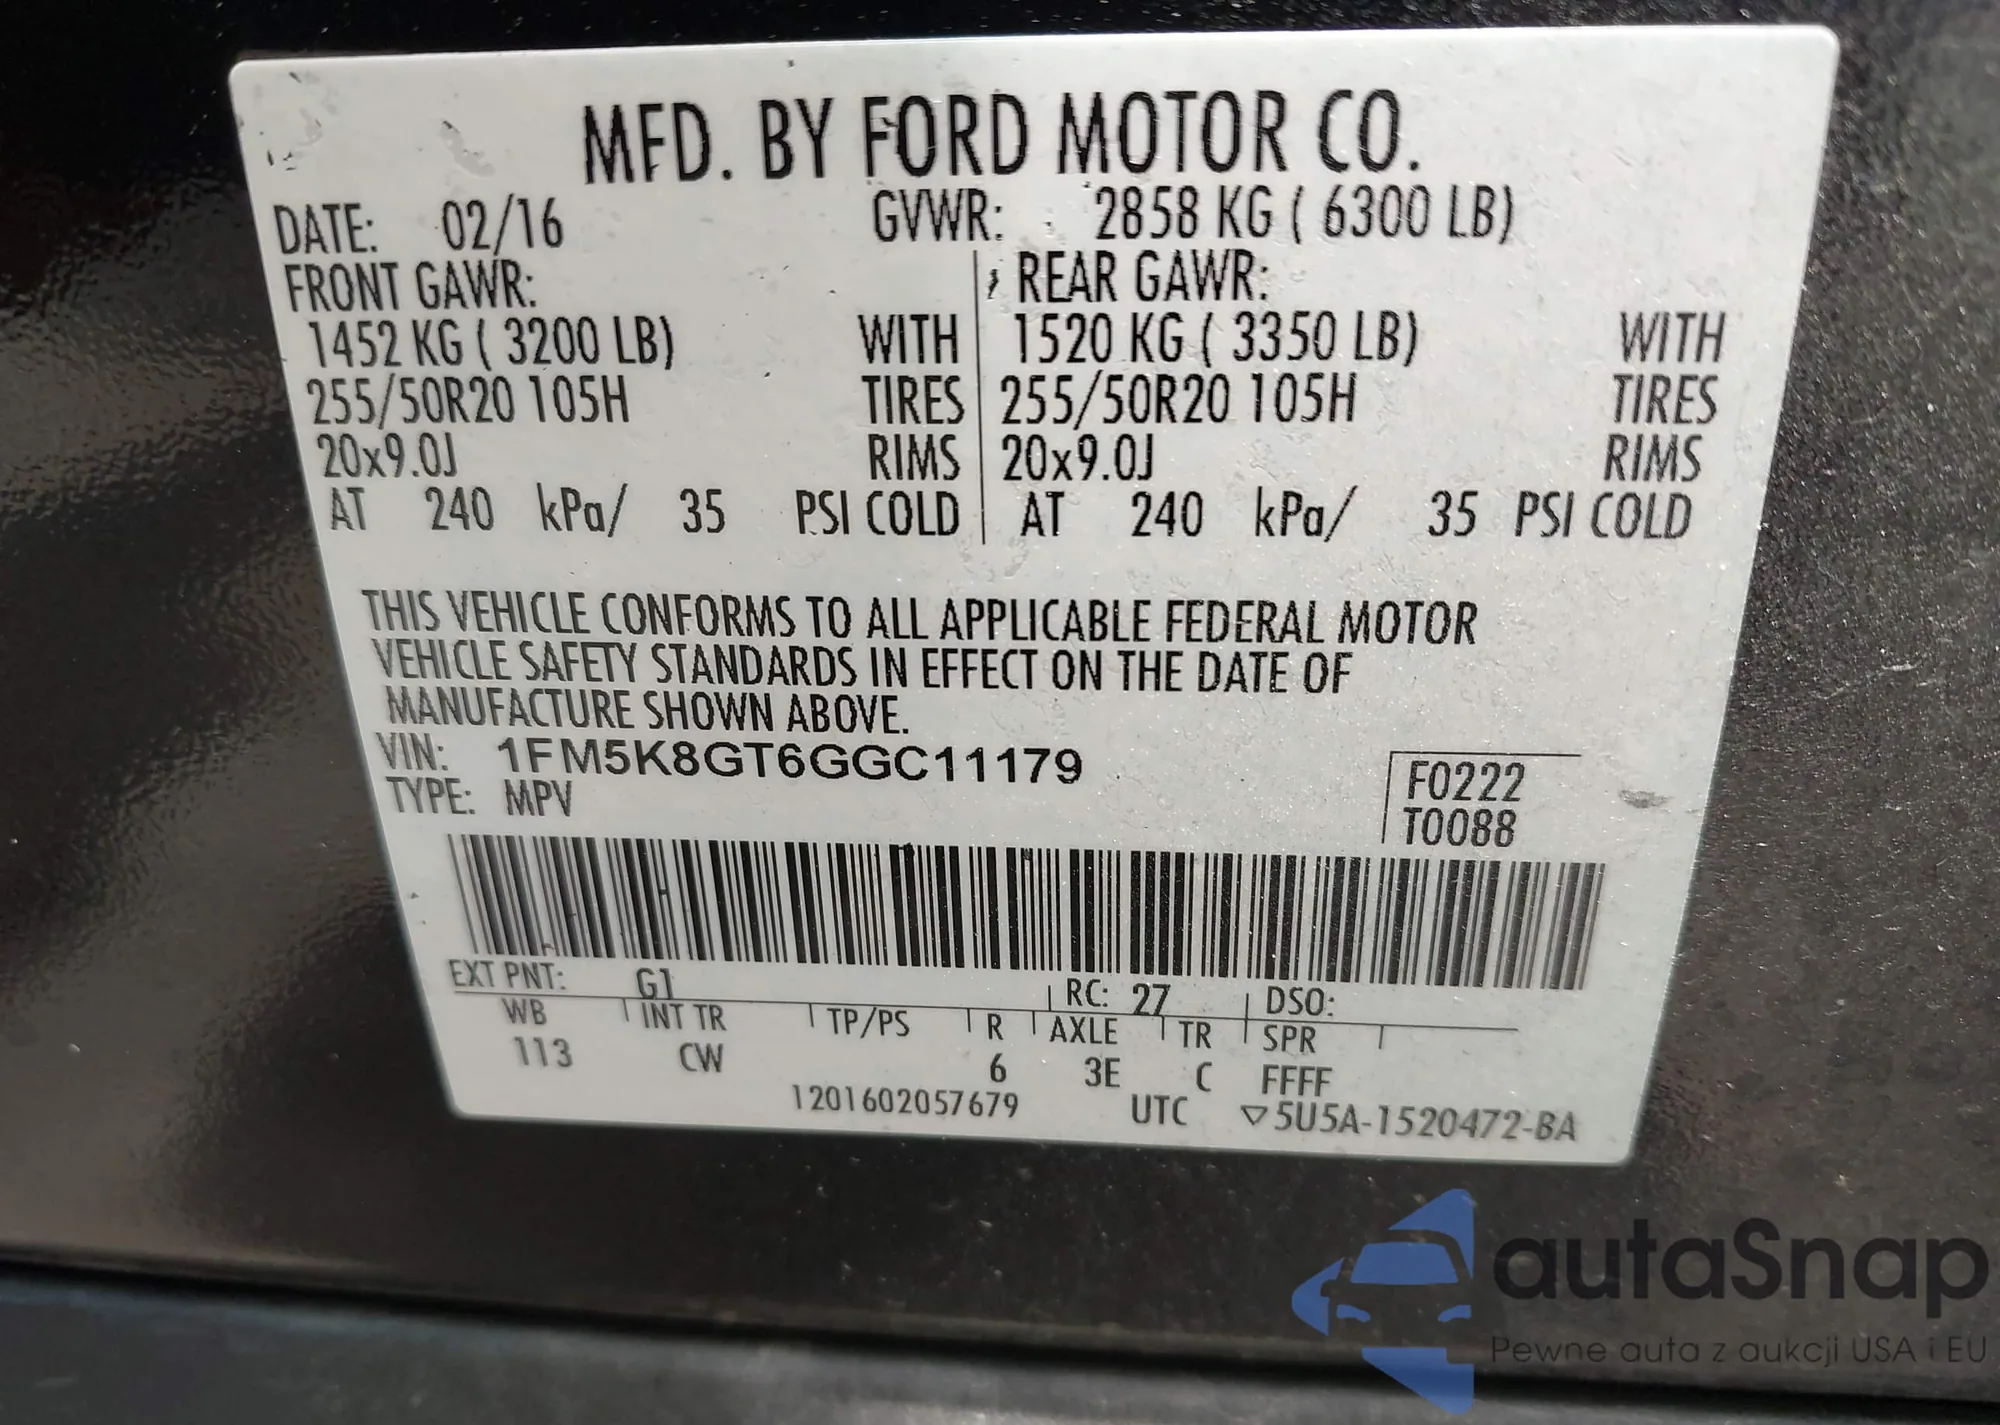 MFD. BY FORD MOTOR CO.
DATE: 02/16 GVWR: 2858 KG ( 6300 LB)
FRONT GAWR: REAR GAWR:
1452 KG ( 3200 LB) WITH 1520 KG ( 3350 LB) WITH
255/50R20 105H TIRES 255/50R20 105H TIRES
20x9.0J RIMS 20x9.0J RIMS
AT 240 kPa/ 35 PSI COLD AT 240 kPa/ 35 PSI COLD
THIS VEHICLE CONFORMS TO ALL APPLICABLE FEDERAL MOTOR
VEHICLE SAFETY STANDARDS IN EFFECT ON THE DATE OF
MANUFACTURE SHOWN ABOVE.
VIN: 1FM5K8GT6GGC11179
TYPE: MPV
F0222
T0088
EXT PNT: G1 RC: 27 DSO:
WB INT TR TP/PS R AXLE TR SPR
113 CW 6 3E C FFFF
1201602057679 UTC ▽5U5A-1520472-BA
autaSnap
Pewne auta z aukcji USA i EU